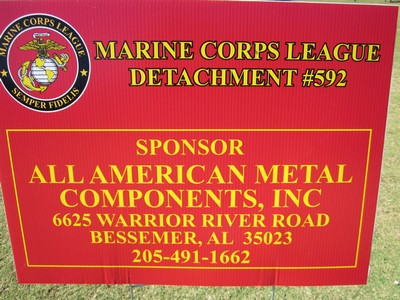 MARINE CORPS LEAGUE
SEMPER FIDELIS
MARINE CORPS LEAGUE
DETACHMENT #592
SPONSOR
ALL AMERICAN METAL
COMPONENTS, INC
6625 WARRIOR RIVER ROAD
BESSEMER, AL 35023
205-491-1662